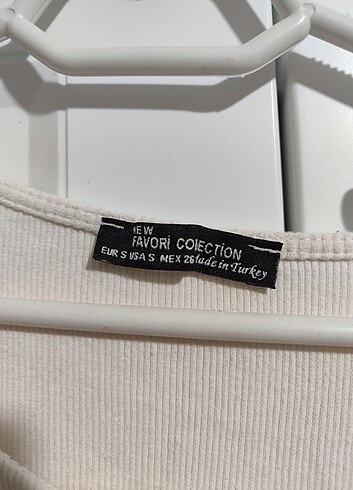 NEW
FAVORİ COlECTION
EUR S USA S MEX 26 Made in Turkey